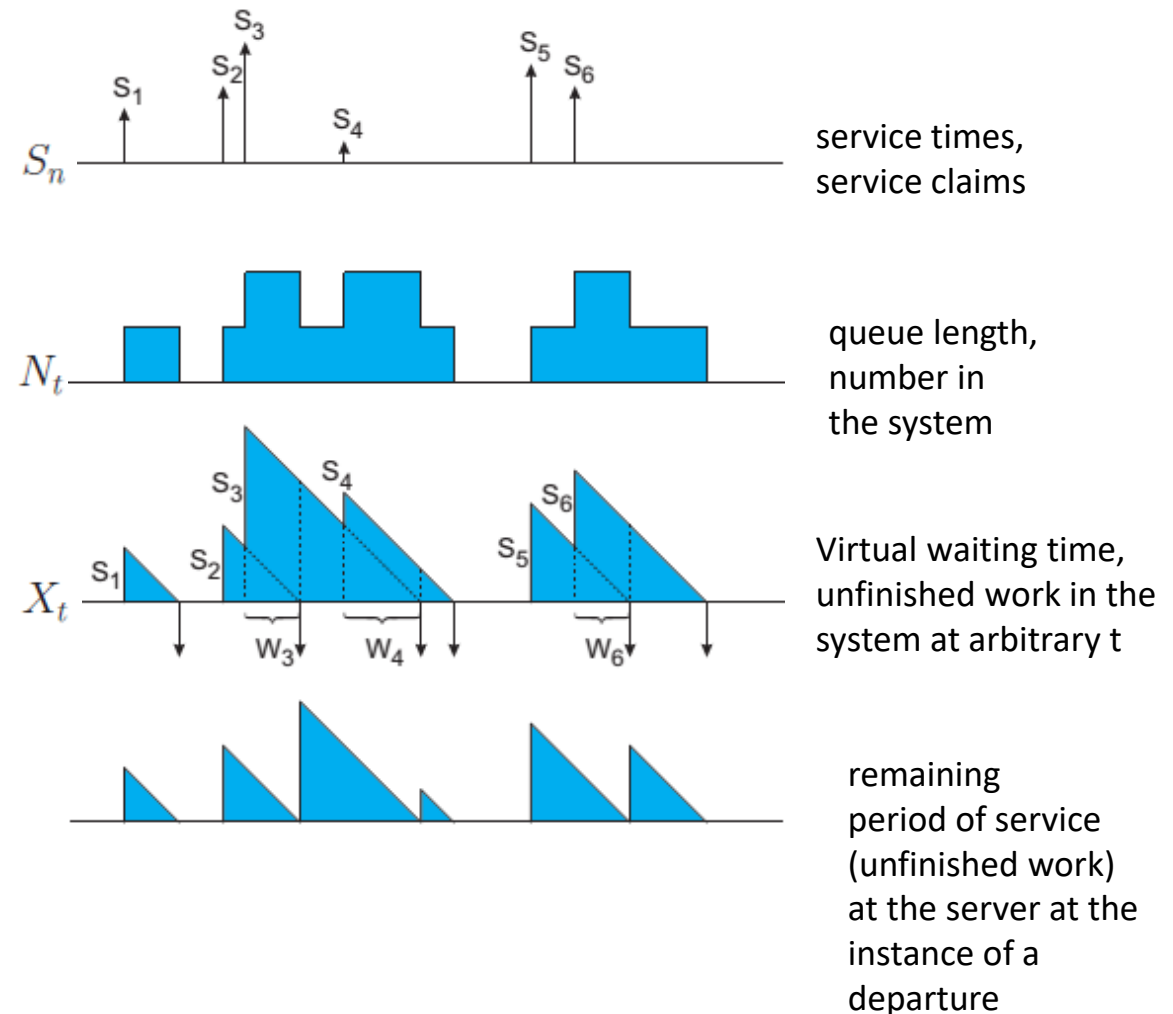 S₁
S₂
S₃
S₄
S₅
S₆
Sₙ
service times,
service claims
Nₜ
queue length,
number in
the system
S₁
S₂
S₃
S₄
S₅
S₆
Xₜ
W₃
W₄
W₆
Virtual waiting time,
unfinished work in the
system at arbitrary t
remaining
period of service
(unfinished work)
at the server at the
instance of a
departure